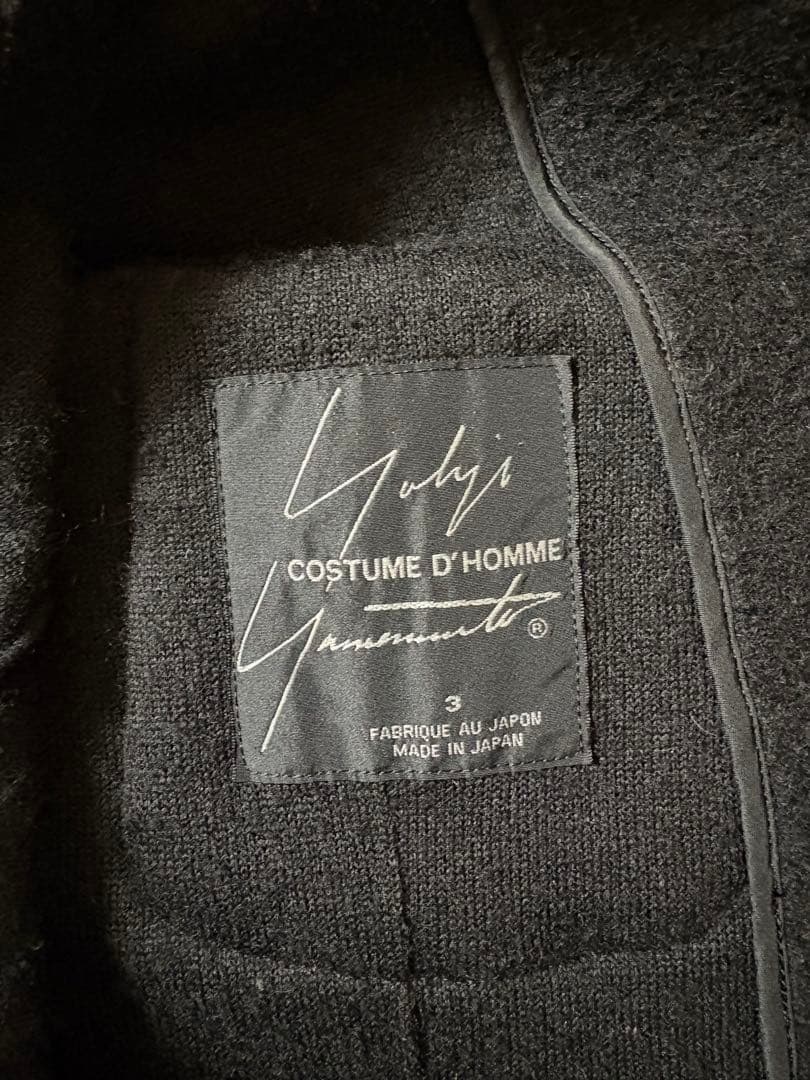 Yohji
COSTUME D'HOMME
Yamamoto ®
3
FABRIQUE AU JAPON
MADE IN JAPAN